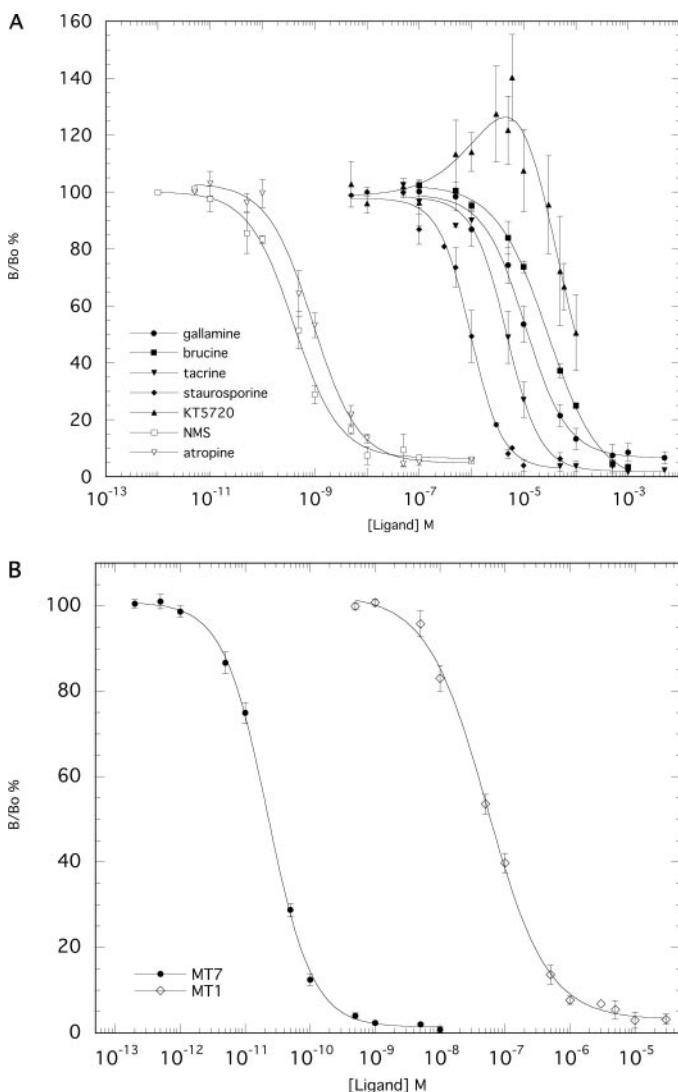 A
160
140
120
100
80
60
40
20
0
B/Bo %
gallamine
brucine
tacrine
staurosporine
KT5720
NMS
atropine
10-13 10-11 10-9 10-7 10-5 10-3
[Ligand] M
B
100
80
60
40
20
0
B/Bo %
MT7
MT1
10-13 10-12 10-11 10-10 10-9 10-8 10-7 10-6 10-5
[Ligand] M